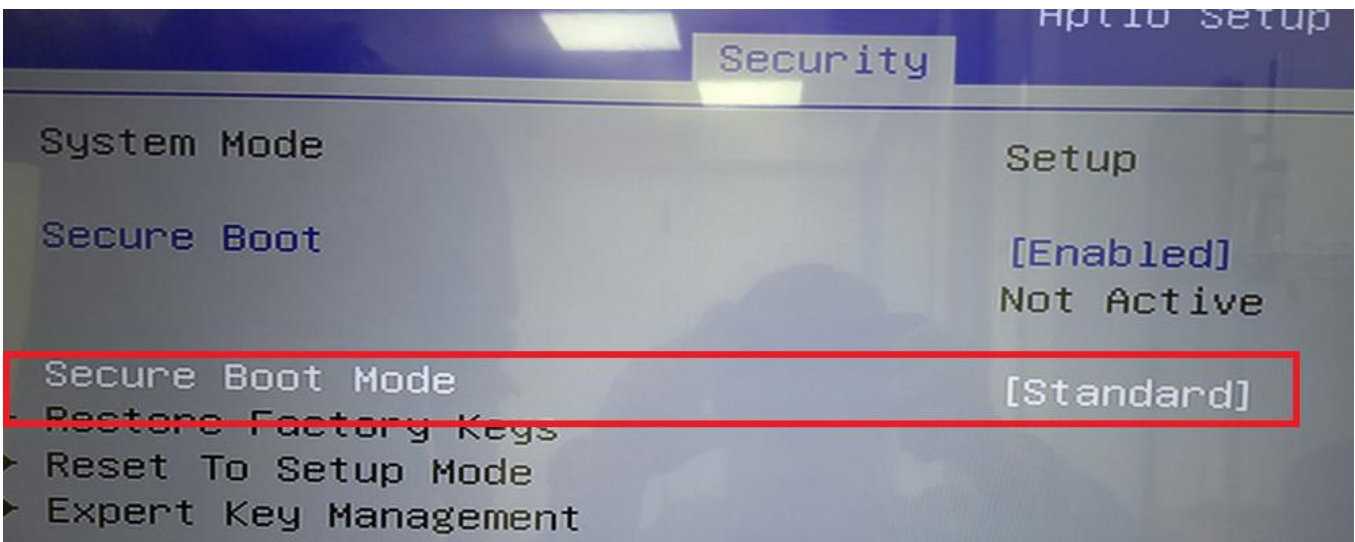 Aptio Setup
Security
System Mode Setup
Secure Boot [Enabled]
Not Active
Secure Boot Mode [Standard]
Restore Factory Keys
Reset To Setup Mode
Expert Key Management